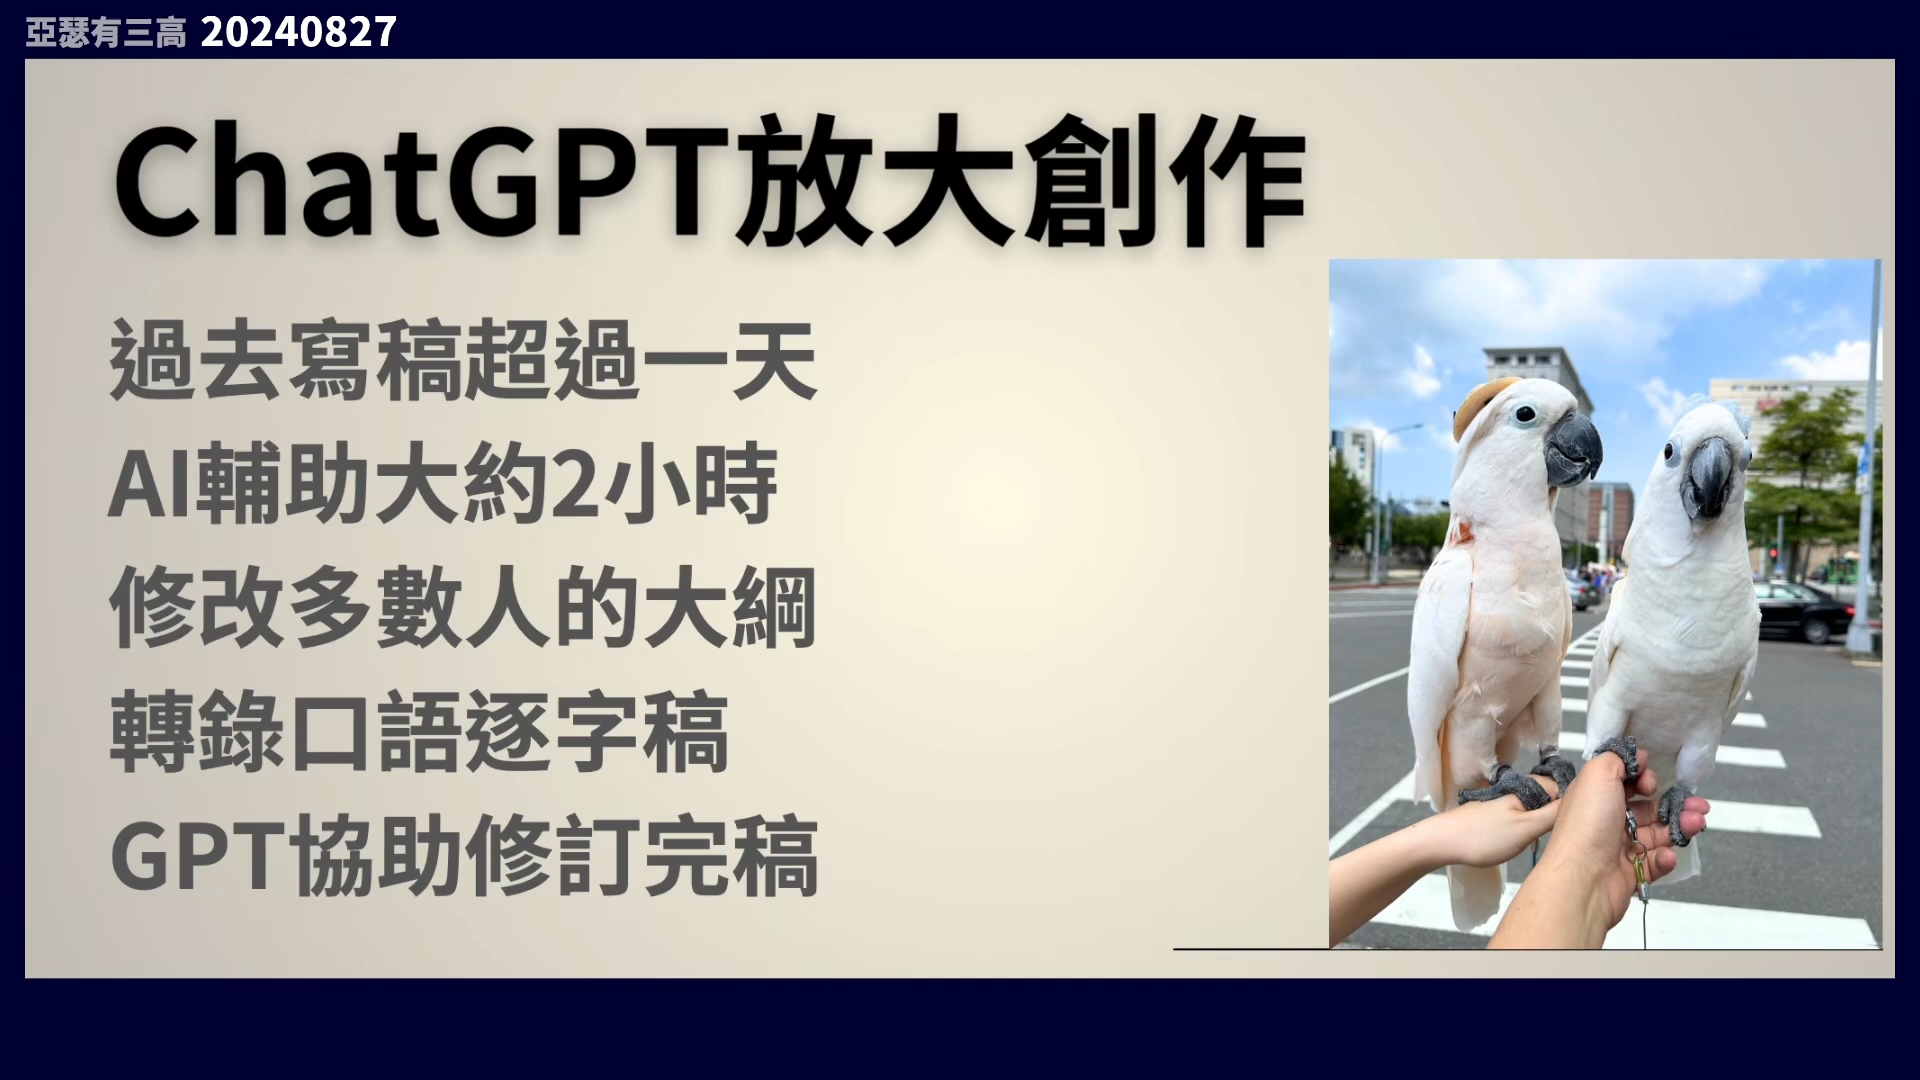 亞瑟有三高 20240827
ChatGPT放大創作
過去寫稿超過一天
AI輔助大約2小時
修改多數人的大綱
轉錄口語逐字稿
GPT協助修訂完稿